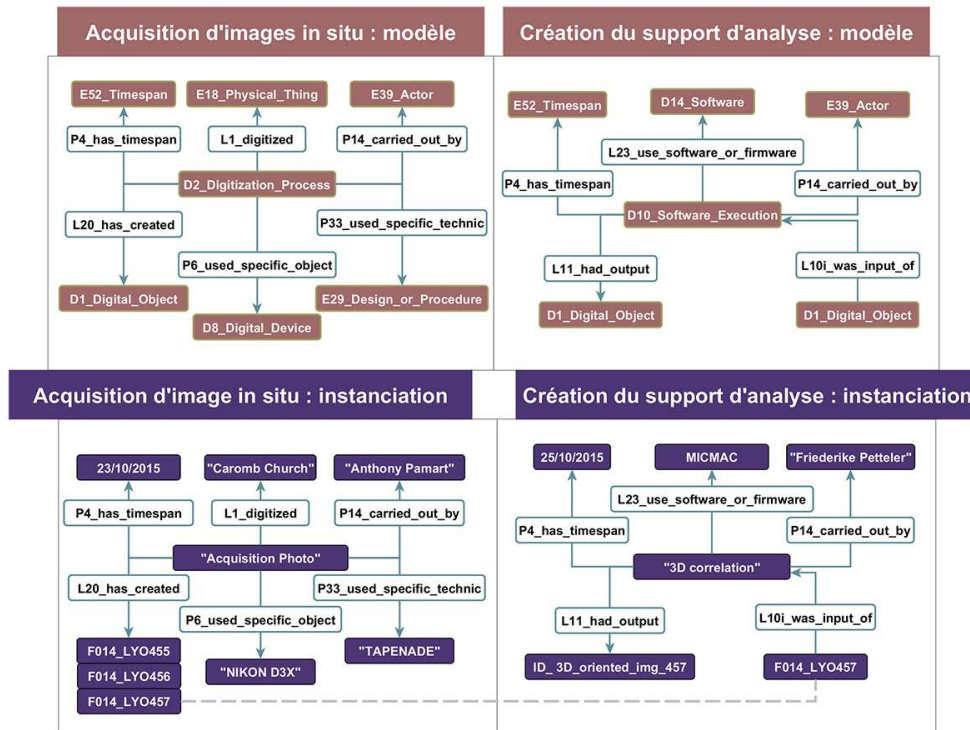 Acquisition d'images in situ : modèle
E52_Timespan
E18_Physical_Thing
E39_Actor
P4_has_timespan
L1_digitized
P14_carried_out_by
D2_Digitization_Process
L20_has_created
P33_used_specific_technic
P6_used_specific_object
D1_Digital_Object
E29_Design_or_Procedure
D8_Digital_Device
Création du support d'analyse : modèle
E52_Timespan
D14_Software
E39_Actor
L23_use_software_or_firmware
P4_has_timespan
P14_carried_out_by
D10_Software_Execution
L11_had_output
L10i_was_input_of
D1_Digital_Object
D1_Digital_Object
Acquisition d'image in situ : instanciation
23/10/2015
"Caromb Church"
"Anthony Pamart"
P4_has_timespan
L1_digitized
P14_carried_out_by
"Acquisition Photo"
L20_has_created
P33_used_specific_technic
P6_used_specific_object
F014_LYO455
F014_LYO456
F014_LYO457
"NIKON D3X"
"TAPENADE"
Création du support d'analyse : instanciation
25/10/2015
MICMAC
"Friederike Petteler"
L23_use_software_or_firmware
P4_has_timespan
P14_carried_out_by
"3D correlation"
L11_had_output
L10i_was_input_of
ID_ 3D_oriented_img_457
F014_LYO457